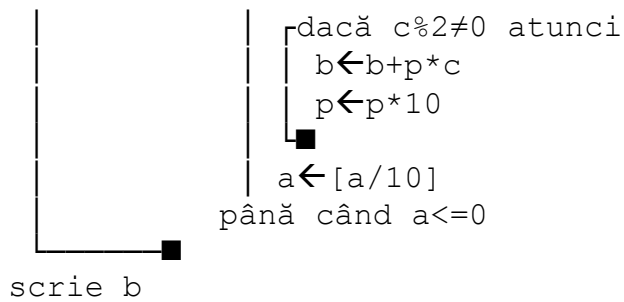 dacă c%2≠0 atunci
b←b+p*c
p←p*10
■
a←[a/10]
până când a<=0
■
scrie b